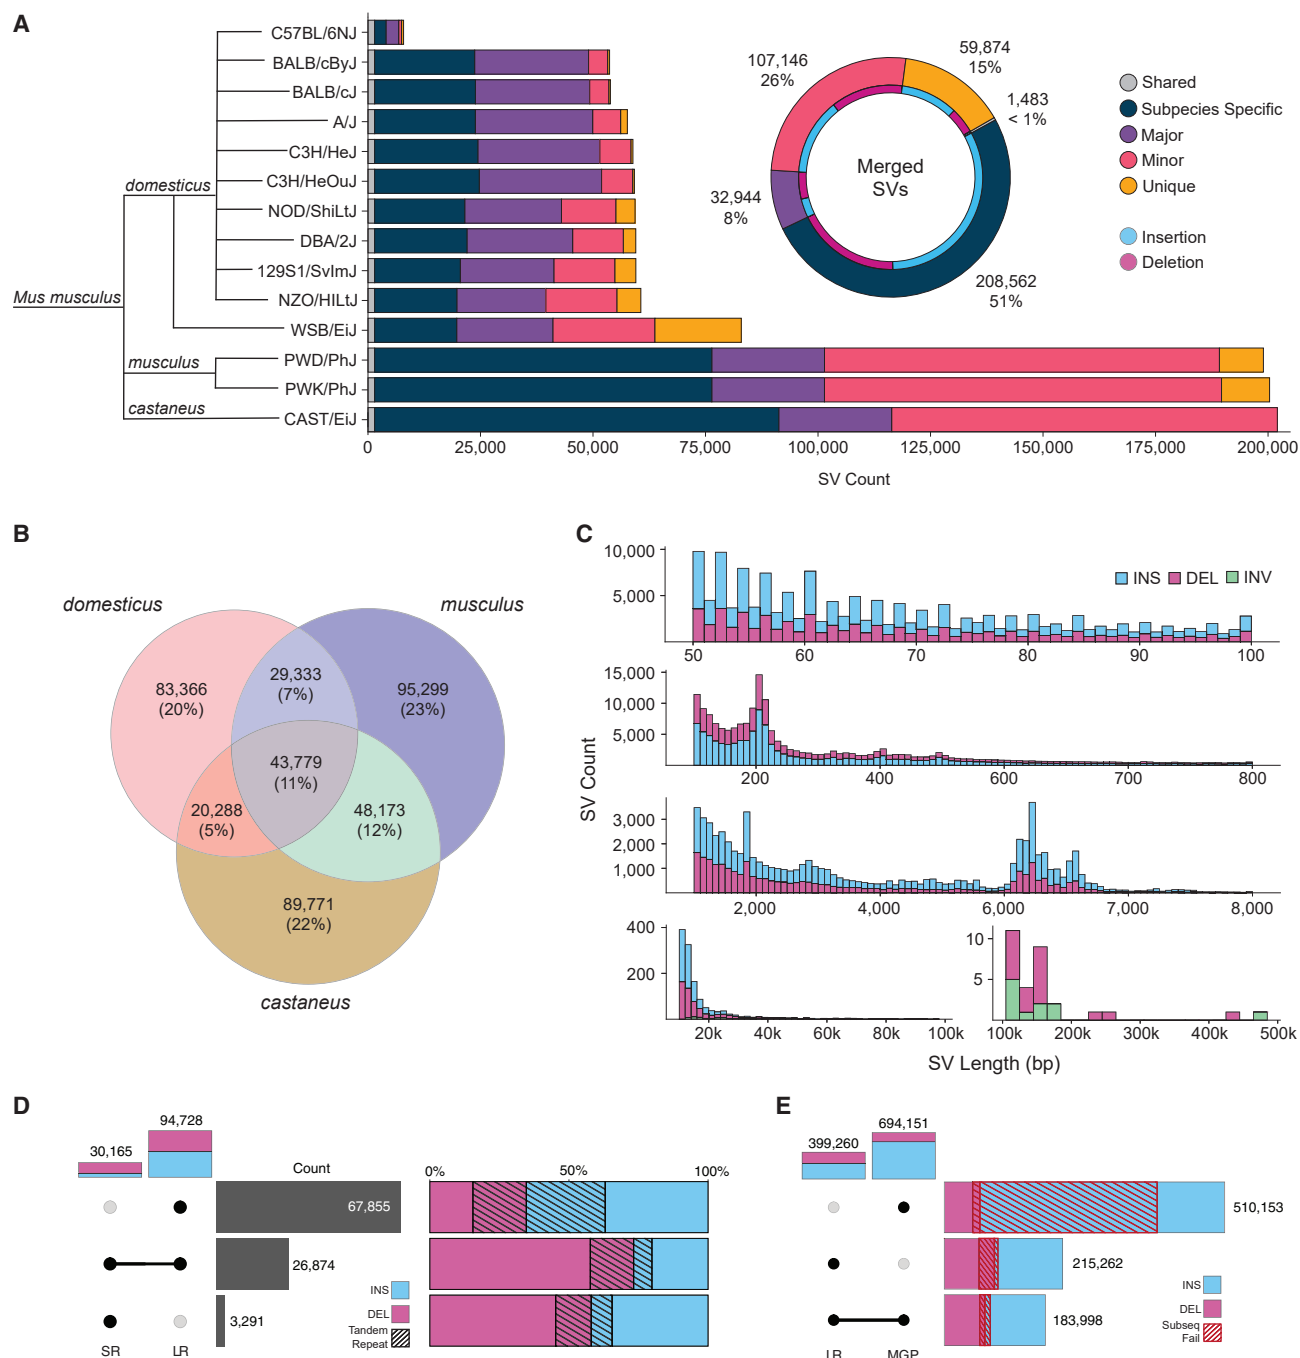 A
C57BL/6NJ
BALB/cByJ
BALB/cJ
A/J
C3H/HeJ
C3H/HeOuJ
NOD/ShiLtJ
DBA/2J
129S1/SvImJ
NZO/HILtJ
WSB/EiJ
PWD/PhJ
PWK/PhJ
CAST/EiJ
domesticus
Mus musculus
musculus
castaneus
0
25,000
50,000
75,000
100,000
125,000
150,000
175,000
200,000
SV Count
107,146
26%
59,874
15%
1,483
< 1%
32,944
8%
208,562
51%
Merged
SVs
Shared
Subpecies Specific
Major
Minor
Unique
Insertion
Deletion
B
domesticus
musculus
castaneus
83,366
(20%)
29,333
(7%)
95,299
(23%)
43,779
(11%)
20,288
(5%)
48,173
(12%)
89,771
(22%)
C
10,000
5,000
50
60
70
80
90
100
INS
DEL
INV
15,000
10,000
5,000
200
400
600
700
800
3,000
2,000
1,000
2,000
4,000
6,000
7,000
8,000
400
200
20k
40k
60k
80k
100k
10
5
100k
200k
300k
400k
500k
SV Count
SV Length (bp)
D
30,165
94,728
Count
67,855
26,874
3,291
SR
LR
0%
50%
100%
INS
DEL
Tandem
Repeat
E
399,260
694,151
510,153
215,262
183,998
LR
MGP
INS
DEL
Subseq
Fail